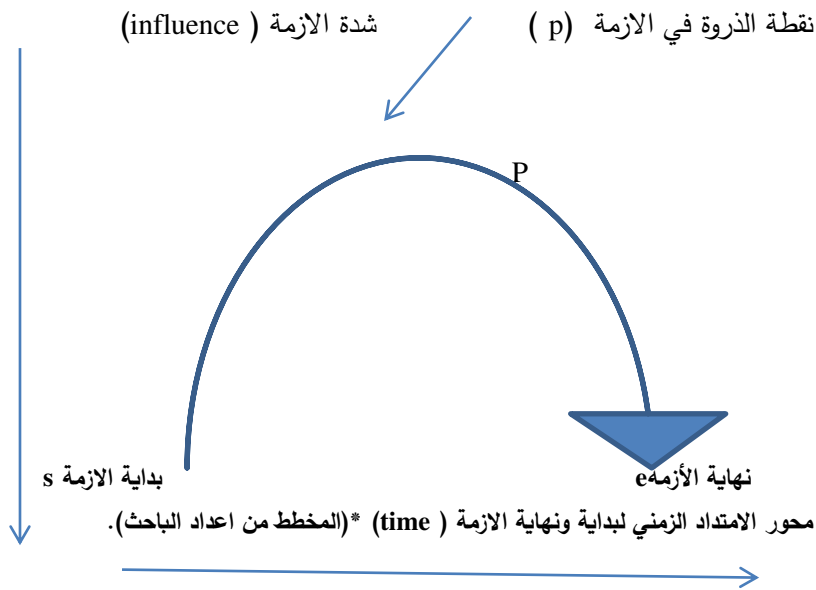 نقطة الذروة في الازمة (p ) شدة الازمة ( influence)
P
نهاية الأزمهe بداية الازمة s
محور الامتداد الزمني لبداية ونهاية الازمة ( time) *(المخطط من اعداد الباحث).